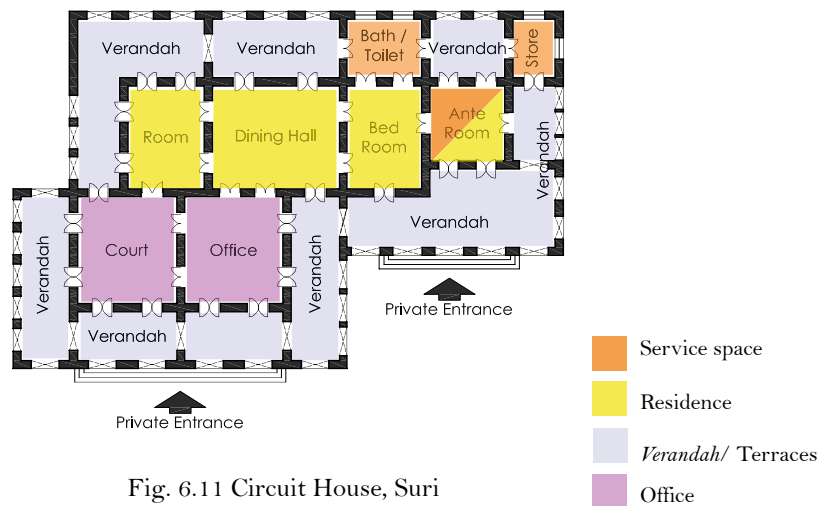 Verandah
Verandah
Bath /
Toilet
Verandah
Store
Room
Dining Hall
Bed
Room
Ante
Room
Verandah
Verandah
Verandah
Verandah
Court
Office
Verandah
Verandah
Private Entrance
Private Entrance
Service space
Residence
Verandah/ Terraces
Office
Fig. 6.11 Circuit House, Suri